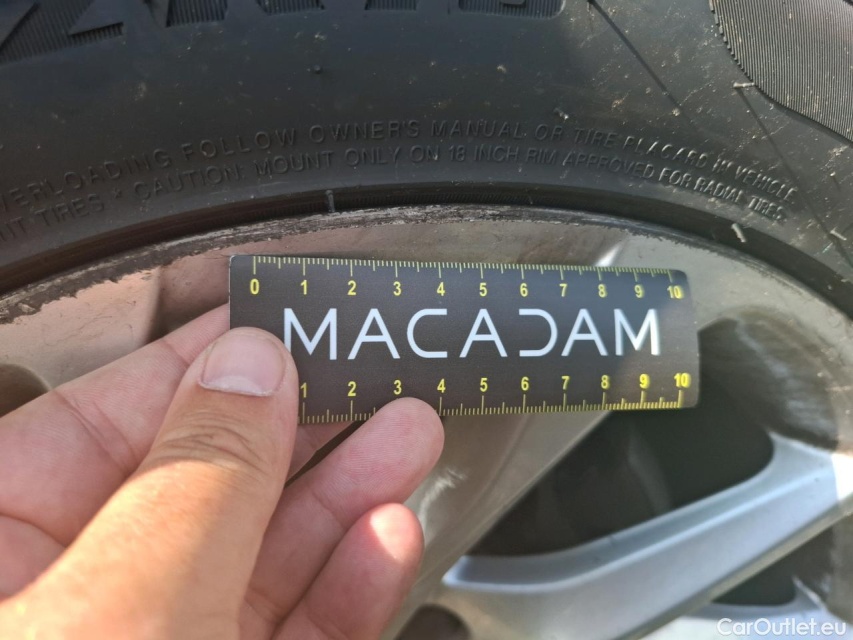 VERLOADING FOLLOW OWNER'S MANUAL OR TIRE PLACARD IN VEHICLE
TIRES * CAUTION: MOUNT ONLY ON 18 INCH RIM APPROVED FOR RADIAL TIRES
0 1 2 3 4 5 6 7 8 9 10
MACADAM
1 2 3 4 5 6 7 8 9 10
CarOutlet.eu